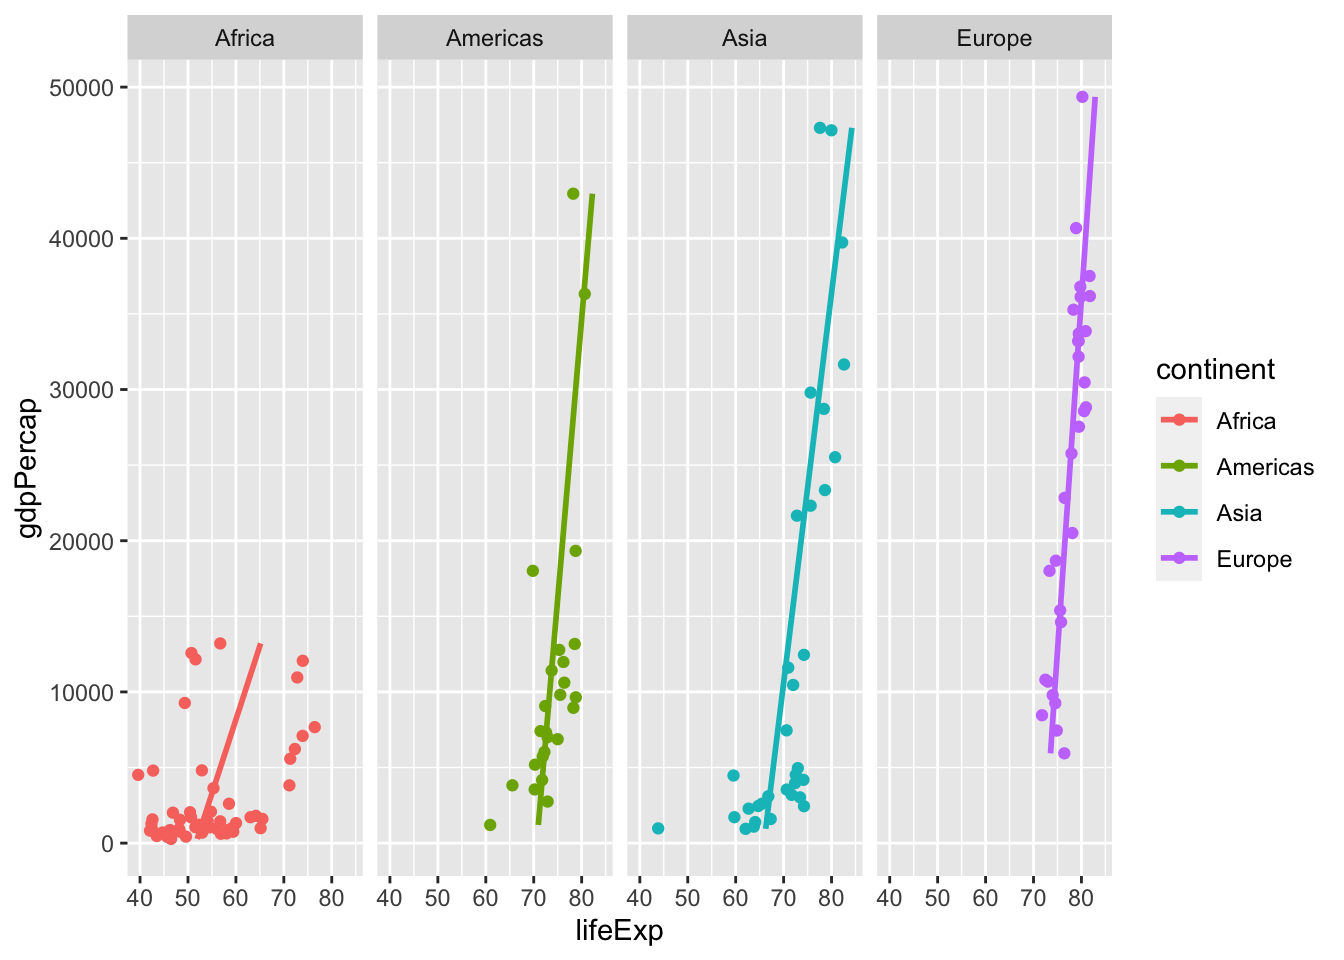 Africa Americas Asia Europe
50000
40000
30000
20000
10000
0
gdpPercap
40 50 60 70 80 40 50 60 70 80 40 50 60 70 80 40 50 60 70 80
lifeExp
continent
Africa
Americas
Asia
Europe